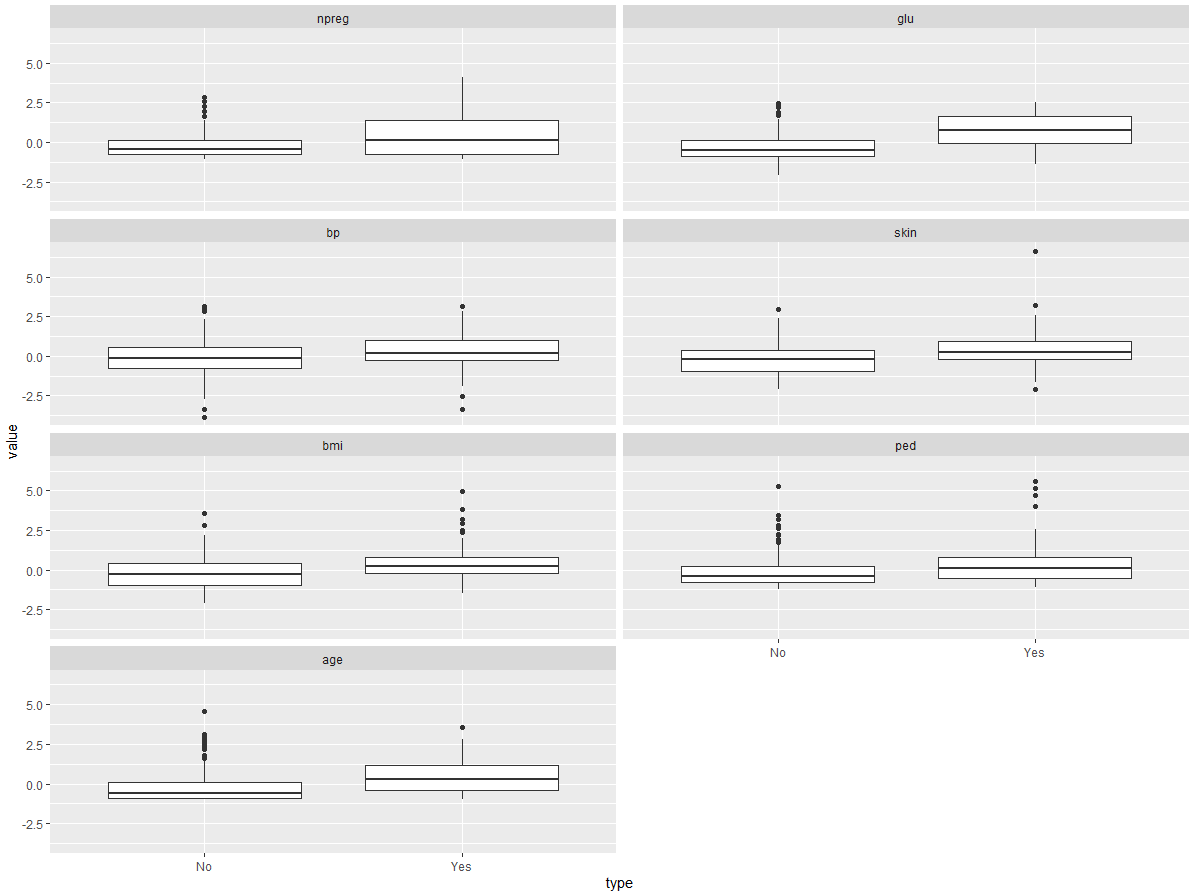 npreg
glu
5.0
2.5
0.0
-2.5
bp
skin
5.0
2.5
0.0
-2.5
value
bmi
ped
5.0
2.5
0.0
-2.5
No
Yes
age
5.0
2.5
0.0
-2.5
No
Yes
type